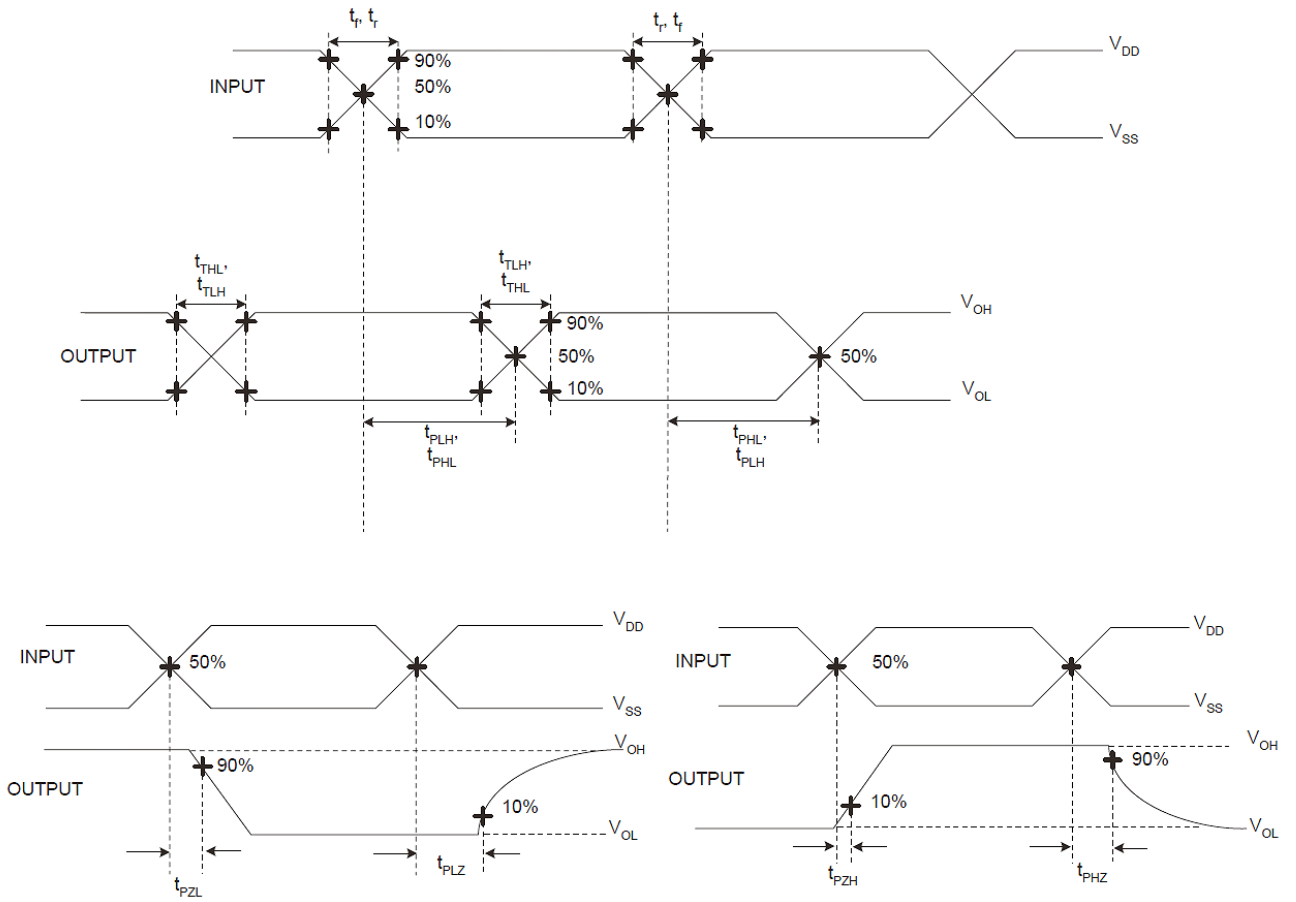 tf, tr
tr, tf
VDD
90%
INPUT
50%
10%
VSS
tTHL,
tTLH
tTLH,
tTHL
VOH
90%
OUTPUT
50%
50%
10%
VOL
tPLH,
tPHL
tPHL,
tPLH
VDD
INPUT
50%
VSS
VOH
90%
OUTPUT
10%
VOL
tPZL
tPLZ
VDD
INPUT
50%
VSS
VOH
90%
OUTPUT
10%
VOL
tPZH
tPHZ